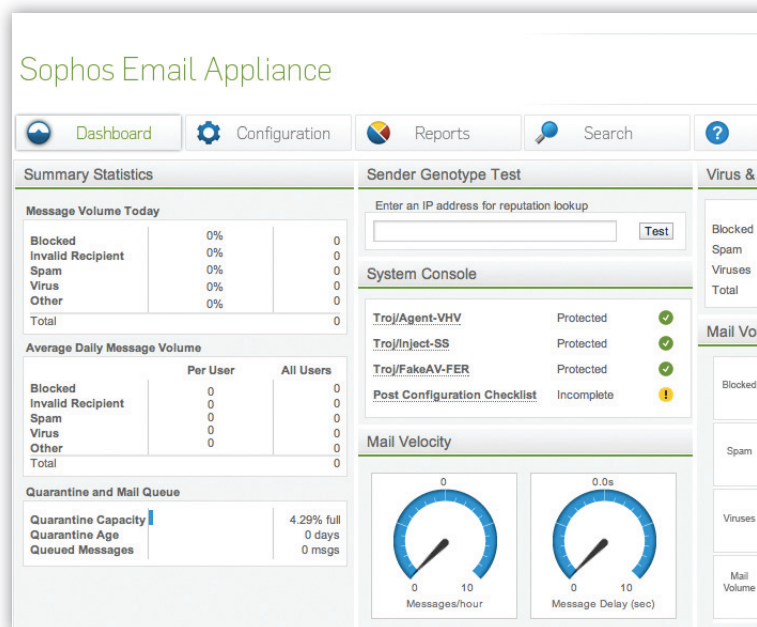 Sophos Email Appliance
Dashboard
Configuration
Reports
Search
?
Summary Statistics
Message Volume Today
Blocked 0% 0
Invalid Recipient 0% 0
Spam 0% 0
Virus 0% 0
Other 0% 0
Total 0
Average Daily Message Volume
Per User All Users
Blocked 0 0
Invalid Recipient 0 0
Spam 0 0
Virus 0 0
Other 0 0
Total 0
Quarantine and Mail Queue
Quarantine Capacity 4.29% full
Quarantine Age 0 days
Queued Messages 0 msgs
Sender Genotype Test
Enter an IP address for reputation lookup
Test
System Console
Troj/Agent-VHV Protected
Troj/Inject-SS Protected
Troj/FakeAV-FER Protected
Post Configuration Checklist Incomplete !
Mail Velocity
0
0 10
Messages/hour
0.0s
0 10
Message Delay (sec)
Virus &
Blocked
Spam
Viruses
Total
Mail Vo
Blocked
Spam
Viruses
Mail
Volume